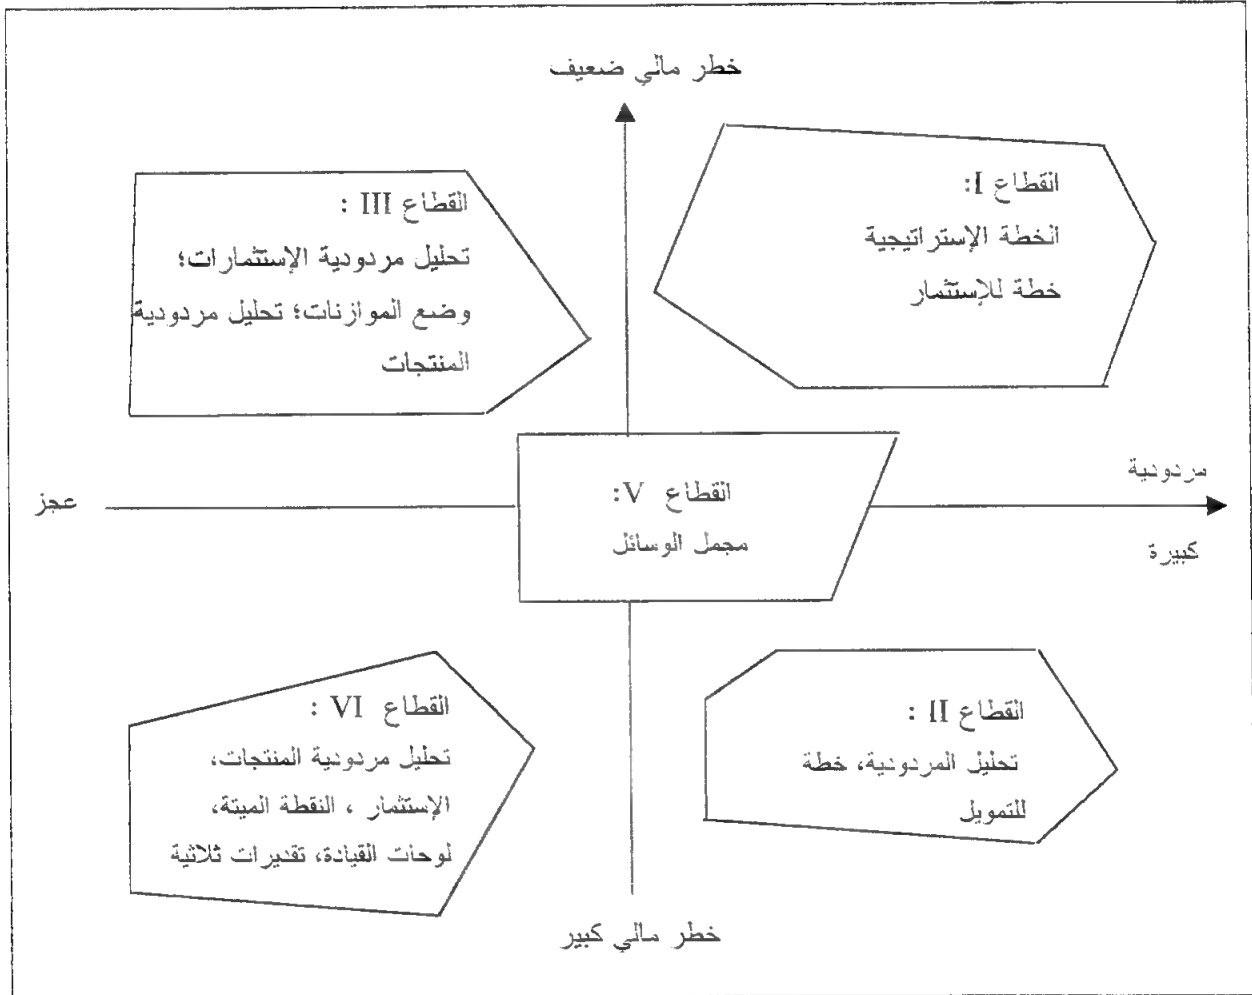 خطر مالي ضعيف
القطاع I:
الخطة الإستراتيجية
خطة للإستثمار
القطاع III :
تحليل مردودية الإستثمارات؛
وضع الموازنات؛ تحليل مردودية
المنتجات
مردودية
كبيرة
القطاع V:
مجمل الوسائل
عجز
القطاع II :
تحليل المردودية، خطة
للتمويل
القطاع VI :
تحليل مردودية المنتجات،
الإستثمار ، النقطة الميتة،
لوحات القيادة، تقديرات ثلاثية
خطر مالي كبير